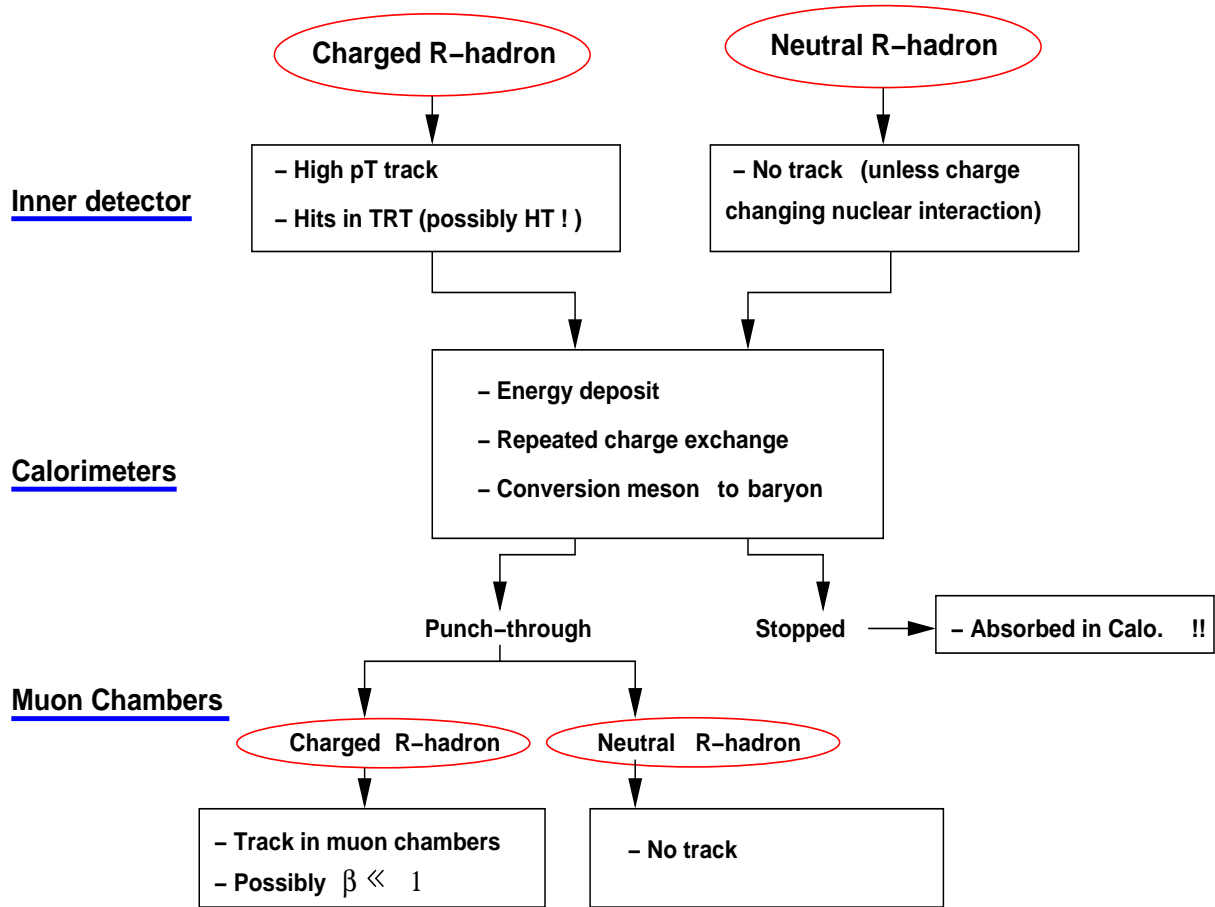 Charged R−hadron
Neutral R−hadron
Inner detector
− High pT track
− Hits in TRT (possibly HT ! )
− No track (unless charge
changing nuclear interaction)
Calorimeters
− Energy deposit
− Repeated charge exchange
− Conversion meson to baryon
Punch−through
Stopped
− Absorbed in Calo. !!
Muon Chambers
Charged R−hadron
Neutral R−hadron
− Track in muon chambers
− Possibly β ≪ 1
− No track